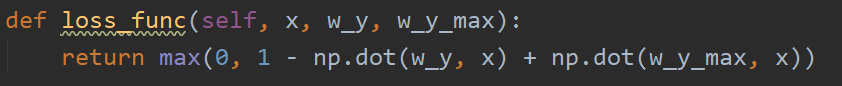 def loss_func(self, x, w_y, w_y_max):
    return max(0, 1 - np.dot(w_y, x) + np.dot(w_y_max, x))